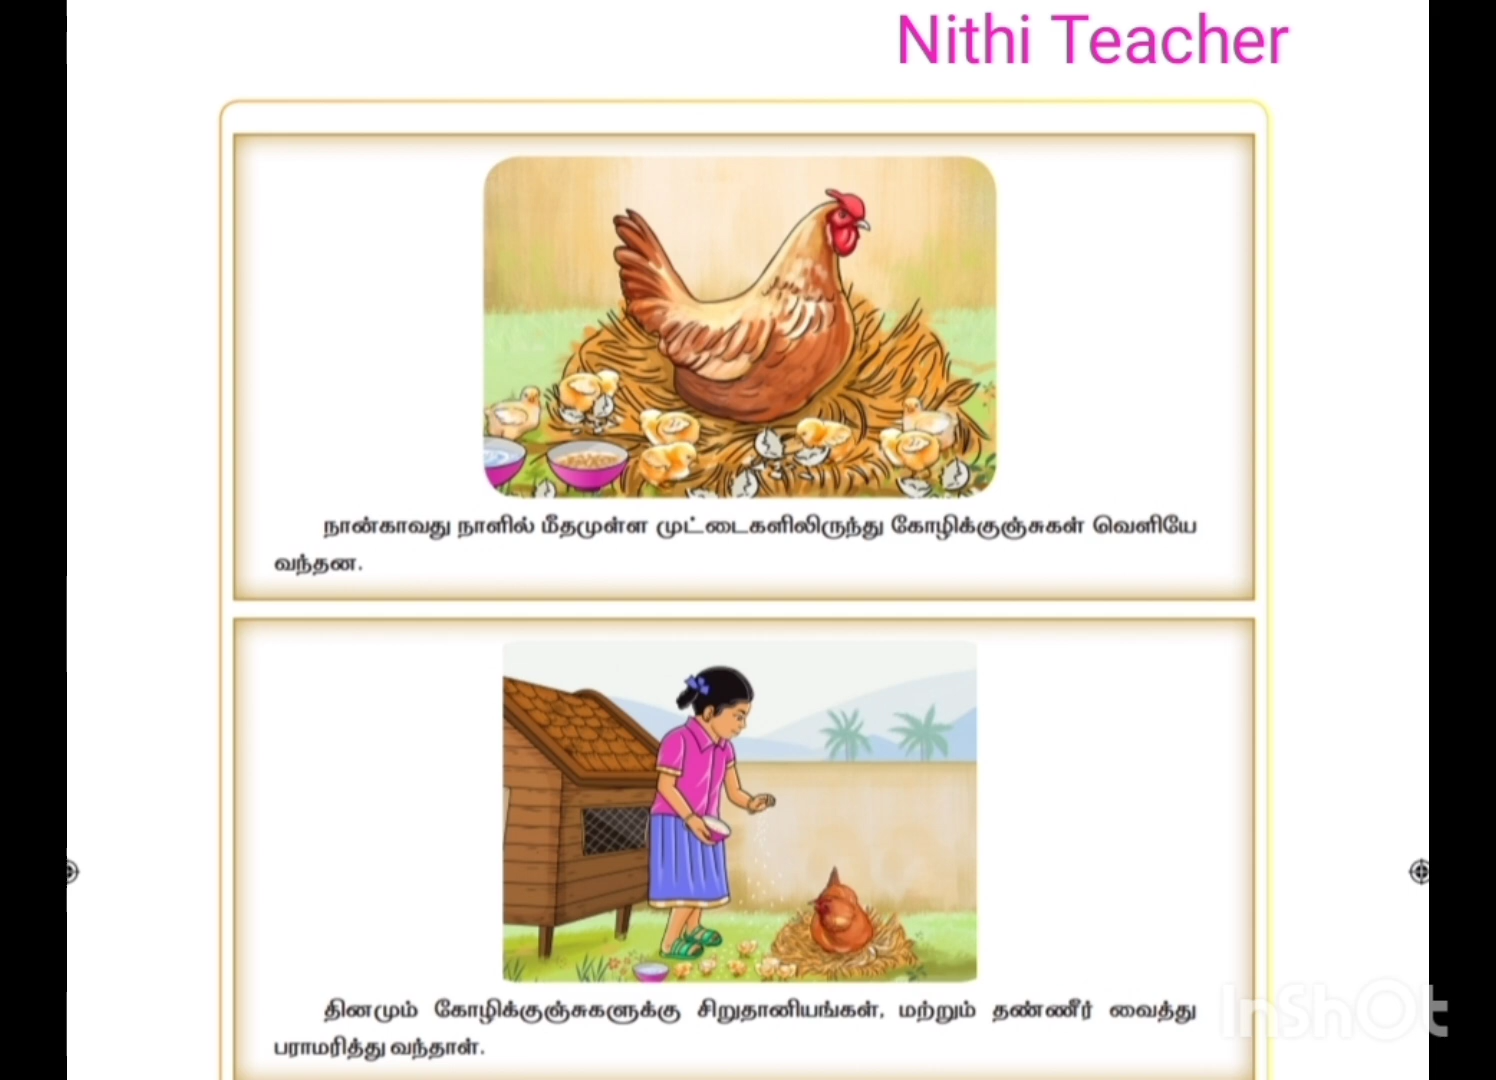 Nithi Teacher
நான்காவது நாளில் மீதமுள்ள முட்டைகளிலிருந்து கோழிக்குஞ்சுகள் வெளியே
வந்தன.
தினமும் கோழிக்குஞ்சுகளுக்கு சிறுதானியங்கள், மற்றும் தண்ணீர் வைத்து
பராமரித்து வந்தாள்.
InShOt